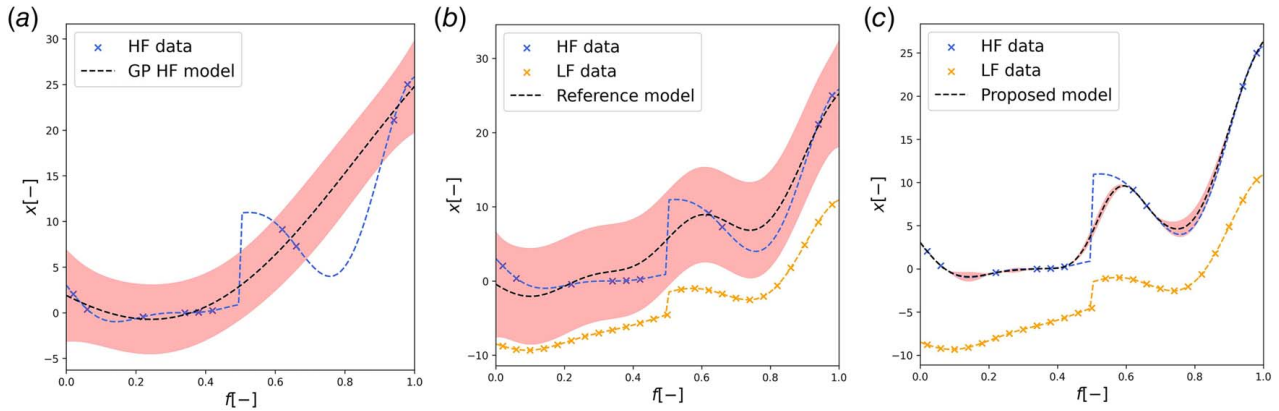 (a)
HF data
GP HF model
30
25
20
15
10
5
0
−5
x[−]
0.0 0.2 0.4 0.6 0.8 1.0
f[−]
(b)
HF data
LF data
Reference model
30
20
10
0
−10
x[−]
0.0 0.2 0.4 0.6 0.8 1.0
f[−]
(c)
HF data
LF data
Proposed model
25
20
15
10
5
0
−5
−10
x[−]
0.0 0.2 0.4 0.6 0.8 1.0
f[−]